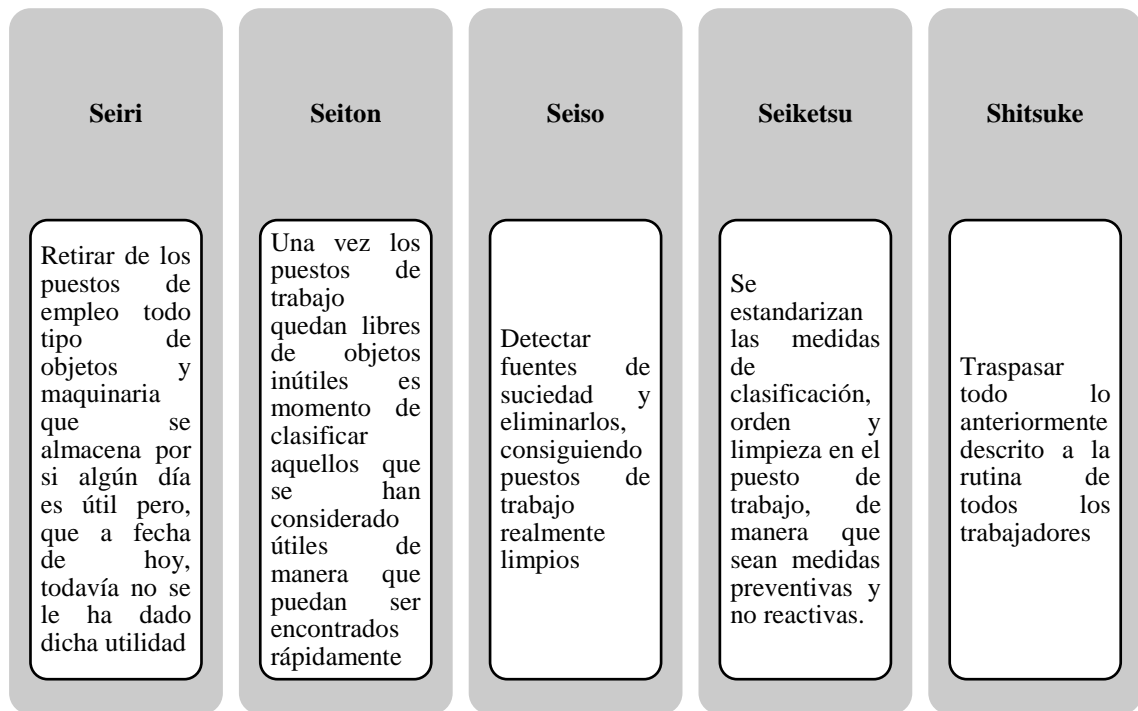 Seiri
Retirar de los
puestos de
empleo todo
tipo de
objetos y
maquinaria
que se
almacena por
si algún día
es útil pero,
que a fecha
de hoy,
todavía no se
le ha dado
dicha utilidad
Seiton
Una vez los
puestos de
trabajo
quedan libres
de objetos
inútiles es
momento de
clasificar
aquellos que
se han
considerado
útiles de
manera que
puedan ser
encontrados
rápidamente
Seiso
Detectar
fuentes de
suciedad y
eliminarlos,
consiguiendo
puestos de
trabajo
realmente
limpios
Seiketsu
Se
estandarizan
las medidas
de
clasificación,
orden y
limpieza en el
puesto de
trabajo, de
manera que
sean medidas
preventivas y
no reactivas.
Shitsuke
Traspasar
todo lo
anteriormente
descrito a la
rutina de
todos los
trabajadores